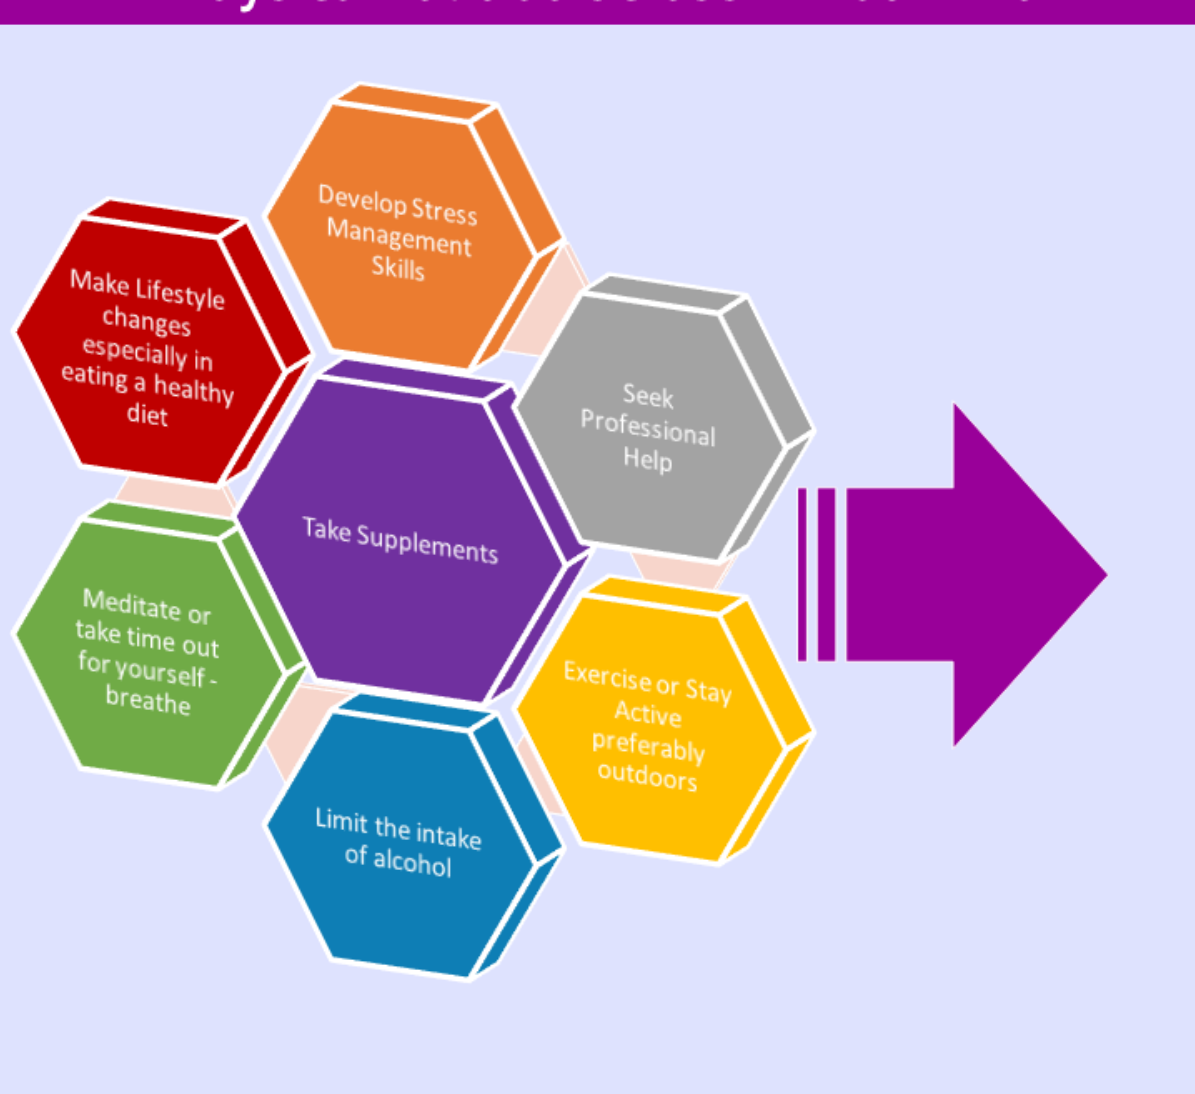 Develop Stress
Management
Skills
Make Lifestyle
changes
especially in
eating a healthy
diet
Seek
Professional
Help
Take Supplements
Meditate or
take time out
for yourself -
breathe
Exercise or Stay
Active
preferably
outdoors
Limit the intake
of alcohol